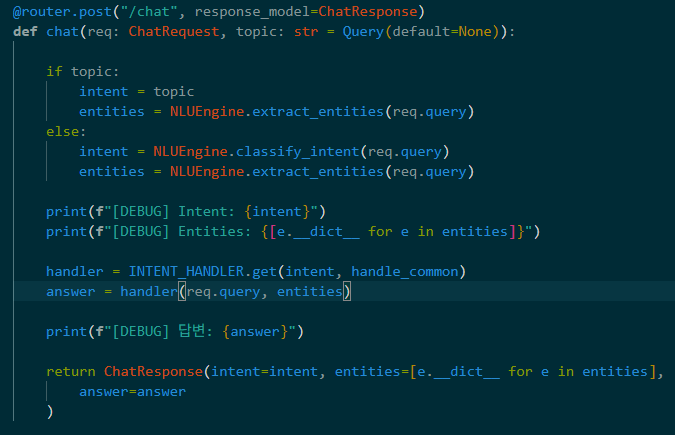 @router.post("/chat", response_model=ChatResponse)
def chat(req: ChatRequest, topic: str = Query(default=None)):
if topic:
intent = topic
entities = NLUEngine.extract_entities(req.query)
else:
intent = NLUEngine.classify_intent(req.query)
entities = NLUEngine.extract_entities(req.query)
print(f"[DEBUG] Intent: {intent}")
print(f"[DEBUG] Entities: {[e.__dict__ for e in entities]}")
handler = INTENT_HANDLER.get(intent, handle_common)
answer = handler(req.query, entities)
print(f"[DEBUG] 답변: {answer}")
return ChatResponse(intent=intent, entities=[e.__dict__ for e in entities],
answer=answer
)